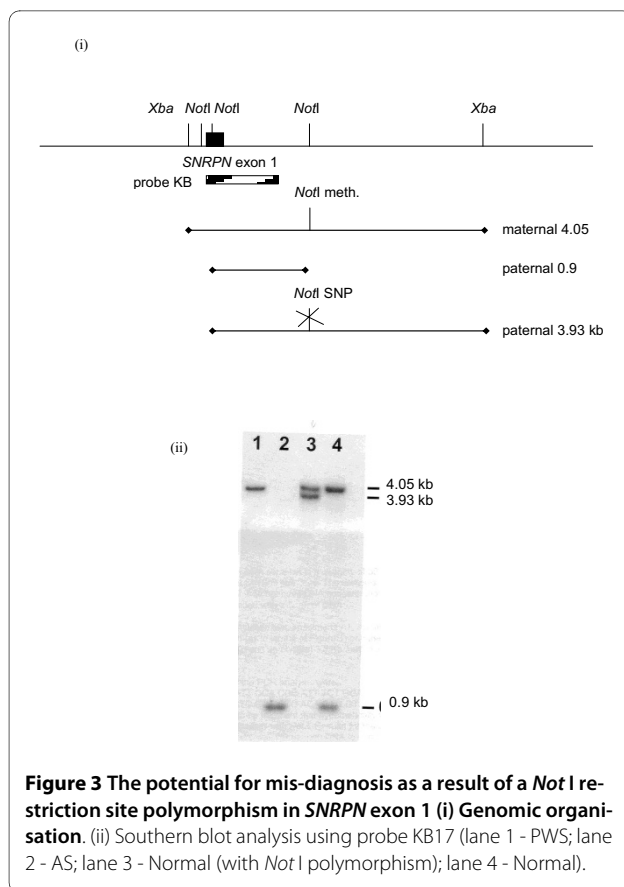 (i)
Xba NotI NotI NotI Xba
SNRPN exon 1
probe KB
NotI meth.
maternal 4.05
paternal 0.9
NotI SNP
paternal 3.93 kb
(ii)
1 2 3 4
4.05 kb
3.93 kb
0.9 kb
Figure 3 The potential for mis-diagnosis as a result of a Not I re-
striction site polymorphism in SNRPN exon 1 (i) Genomic organi-
sation. (ii) Southern blot analysis using probe KB17 (lane 1 - PWS; lane
2 - AS; lane 3 - Normal (with Not I polymorphism); lane 4 - Normal).